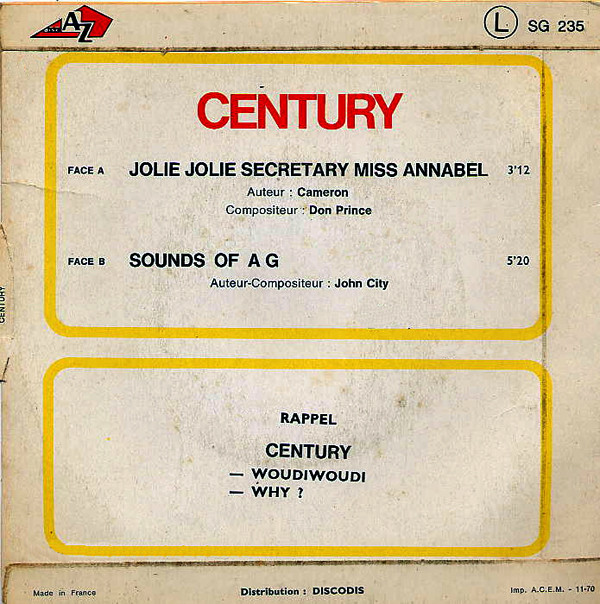 DISC AZ
L SG 235
CENTURY
FACE A JOLIE JOLIE SECRETARY MISS ANNABEL 3'12
Auteur : Cameron
Compositeur : Don Prince
FACE B SOUNDS OF A G 5'20
Auteur-Compositeur : John City
CENTURY
RAPPEL
CENTURY
— WOUDIWOUDI
— WHY ?
Made in France Distribution : DISCODIS Imp. A.C.E.M. - 11-70